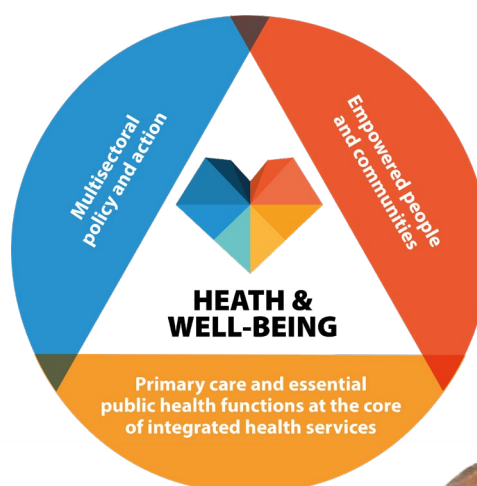 Multisectoral
policy and action
Empowered people
and communities
HEATH &
WELL-BEING
Primary care and essential
public health functions at the core
of integrated health services